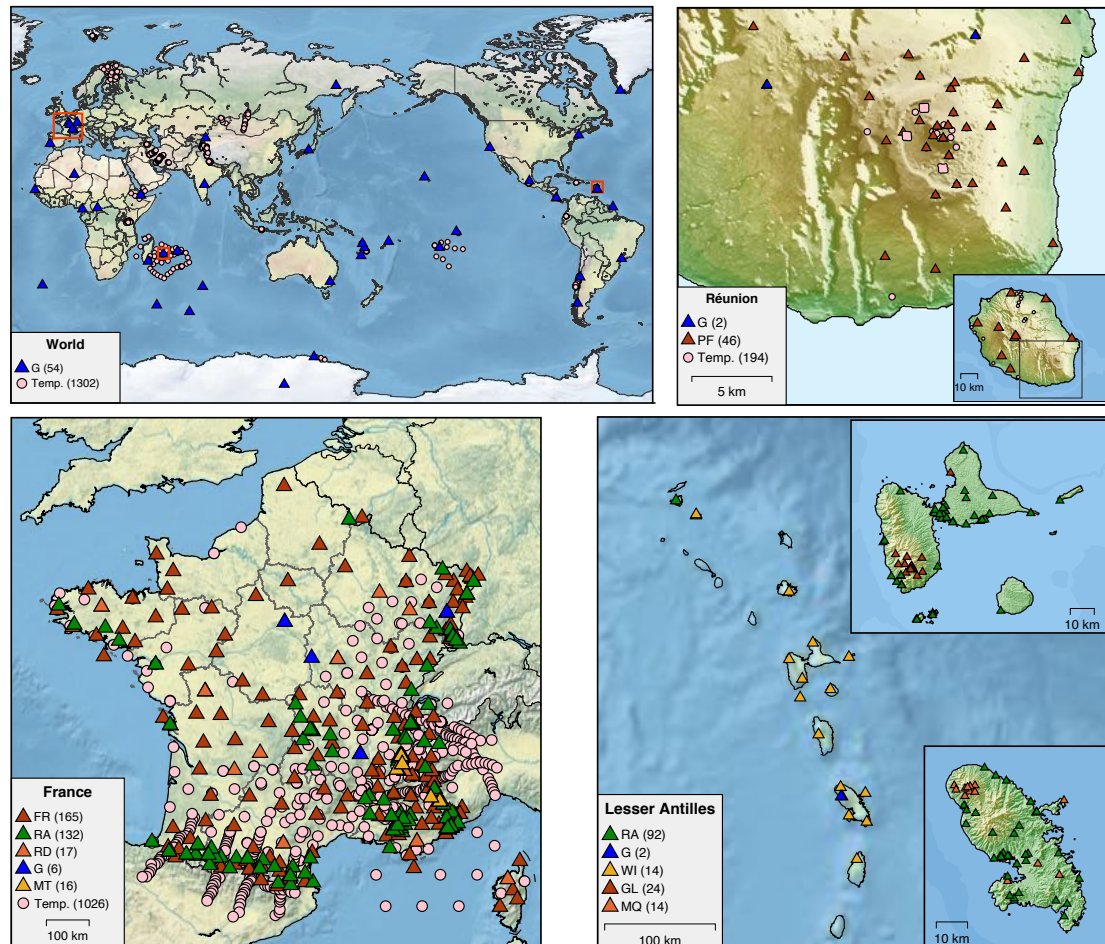 World
G (54)
Temp. (1302)
Réunion
G (2)
PF (46)
Temp. (194)
5 km
10 km
France
FR (165)
RA (132)
RD (17)
G (6)
MT (16)
Temp. (1026)
100 km
Lesser Antilles
RA (92)
G (2)
WI (14)
GL (24)
MQ (14)
100 km
10 km
10 km